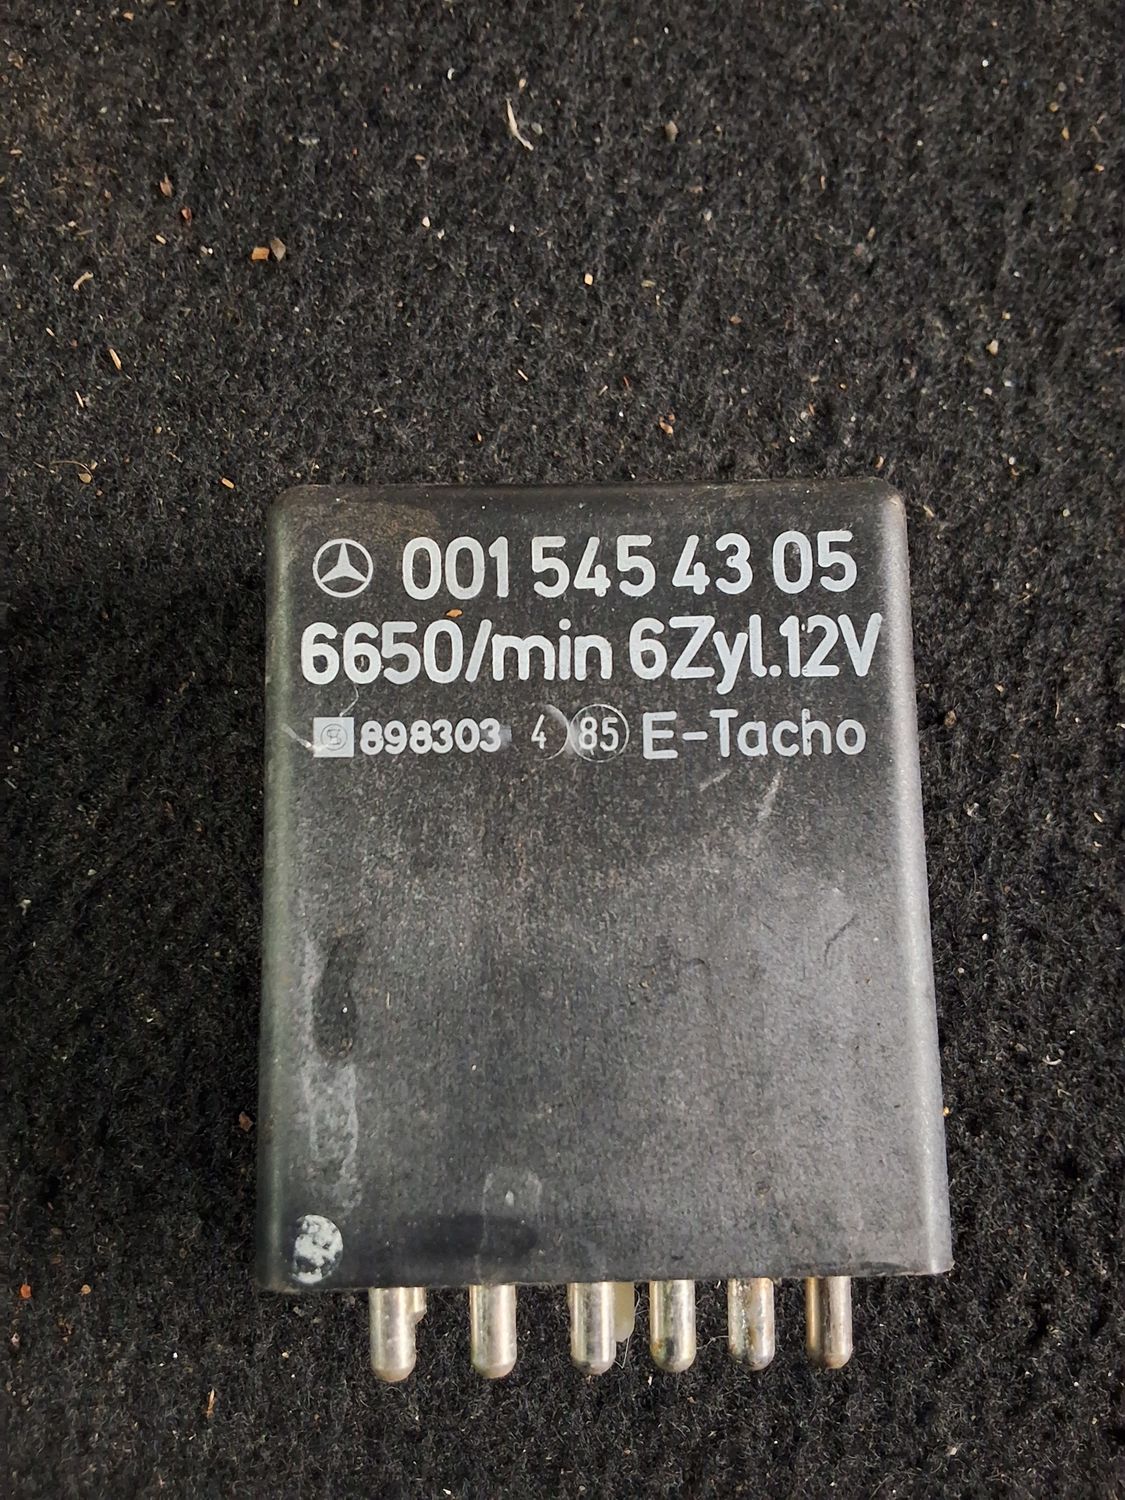 001 545 43 05
6650/min 6Zyl.12V
898303 4 85 E-Tacho